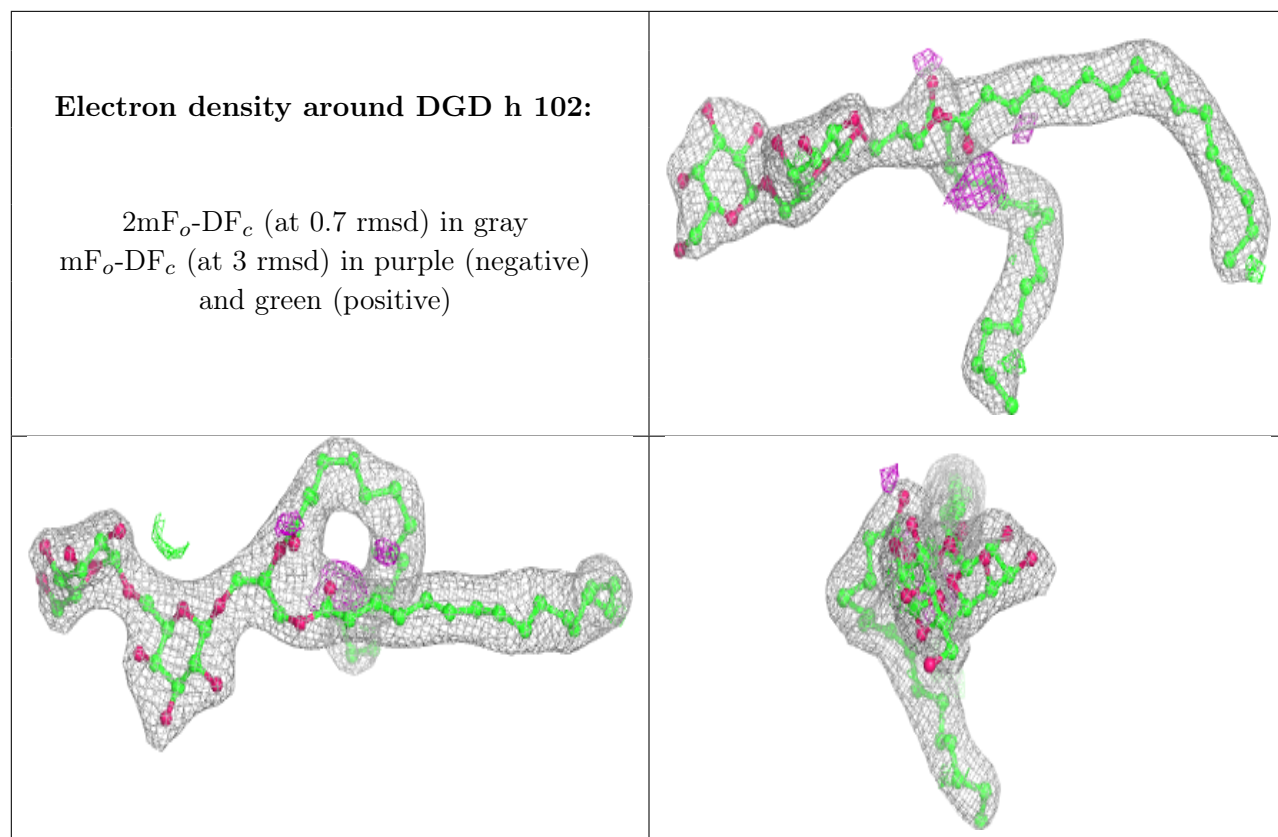 Electron density around DGD h 102:
2mFₒ-DF𝒸 (at 0.7 rmsd) in gray
mFₒ-DF𝒸 (at 3 rmsd) in purple (negative)
and green (positive)